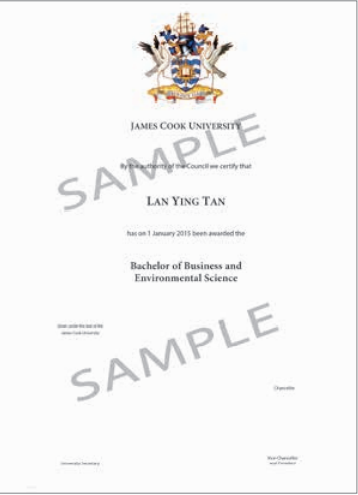 JAMES COOK UNIVERSITY
By the authority of the Council we certify that
SAMPLE
LAN YING TAN
has on 1 January 2015 been awarded the
Bachelor of Business and
Environmental Science
Given under the seal of the
James Cook University
SAMPLE
Chancellor
University Secretary
Vice Chancellor